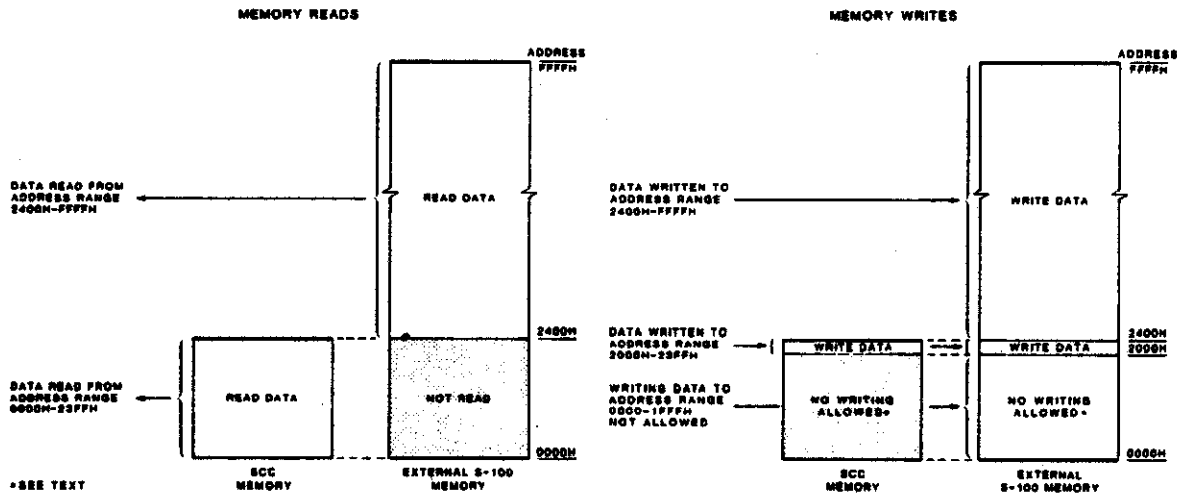 MEMORY READS
ADDRESS
FFFFH
DATA READ FROM
ADDRESS RANGE
2400H-FFFFH
READ DATA
2400H
DATA READ FROM
ADDRESS RANGE
0000H-23FFH
READ DATA
NOT READ
0000H
SCC
MEMORY
EXTERNAL S-100
MEMORY
*SEE TEXT
MEMORY WRITES
ADDRESS
FFFFH
DATA WRITTEN TO
ADDRESS RANGE
2400H-FFFFH
WRITE DATA
DATA WRITTEN TO
ADDRESS RANGE
2000H-23FFH
WRITE DATA
WRITE DATA
2400H
2000H
WRITING DATA TO
ADDRESS RANGE
0000-1FFFH
NOT ALLOWED
NO WRITING
ALLOWED*
NO WRITING
ALLOWED*
0000H
SCC
MEMORY
EXTERNAL
S-100 MEMORY